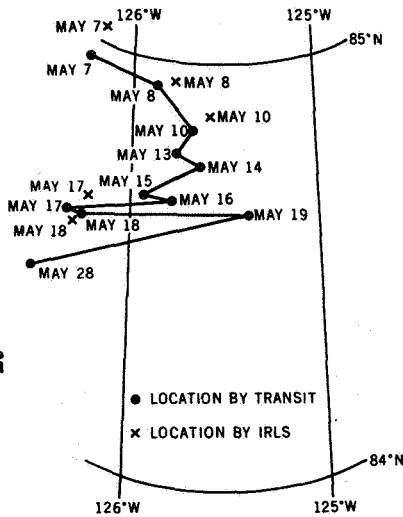 126°W
125°W
MAY 7
85°N
MAY 7
MAY 8
MAY 8
MAY 10
MAY 10
MAY 13
MAY 14
MAY 15
MAY 17
MAY 16
MAY 17
MAY 18
MAY 18
MAY 19
MAY 28
LOCATION BY TRANSIT
LOCATION BY IRLS
84°N
126°W
125°W